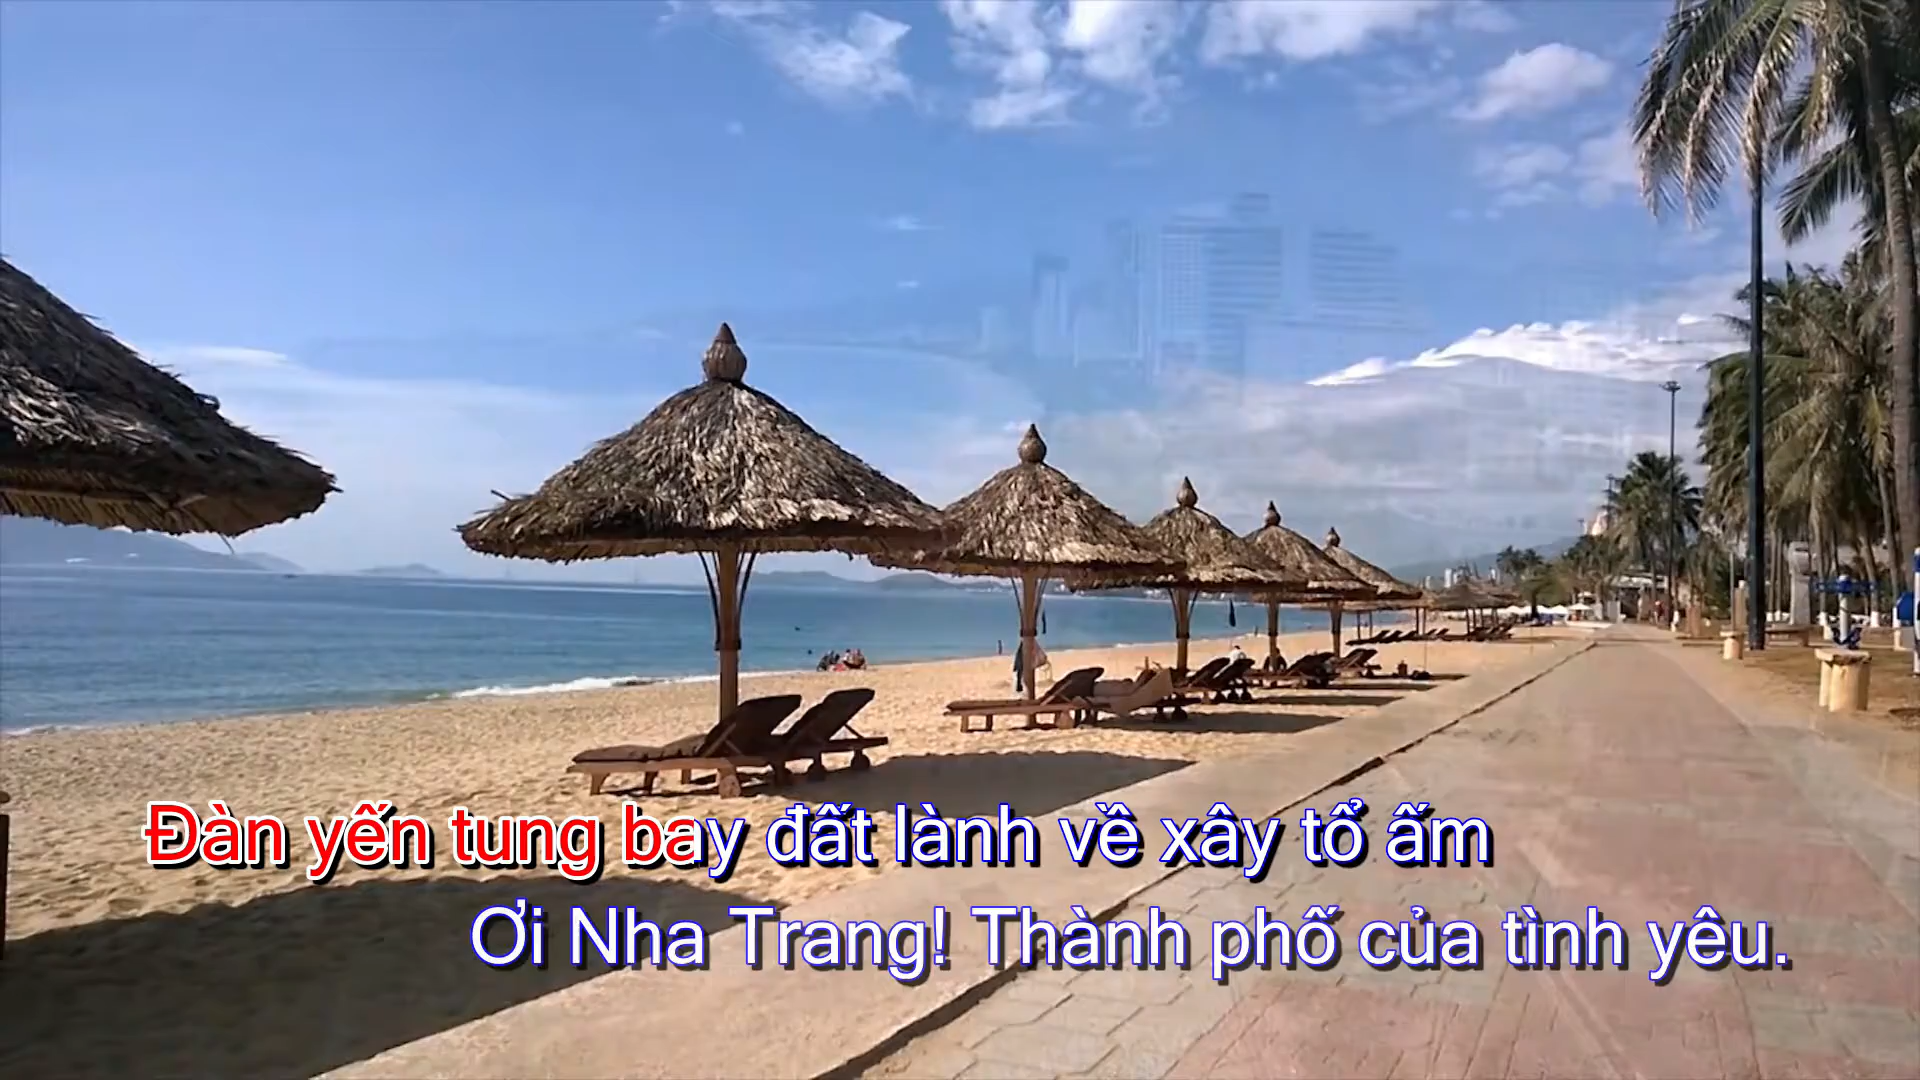 Đàn yến tung bay đất lành về xây tổ ấm
Ơi Nha Trang! Thành phố của tình yêu.